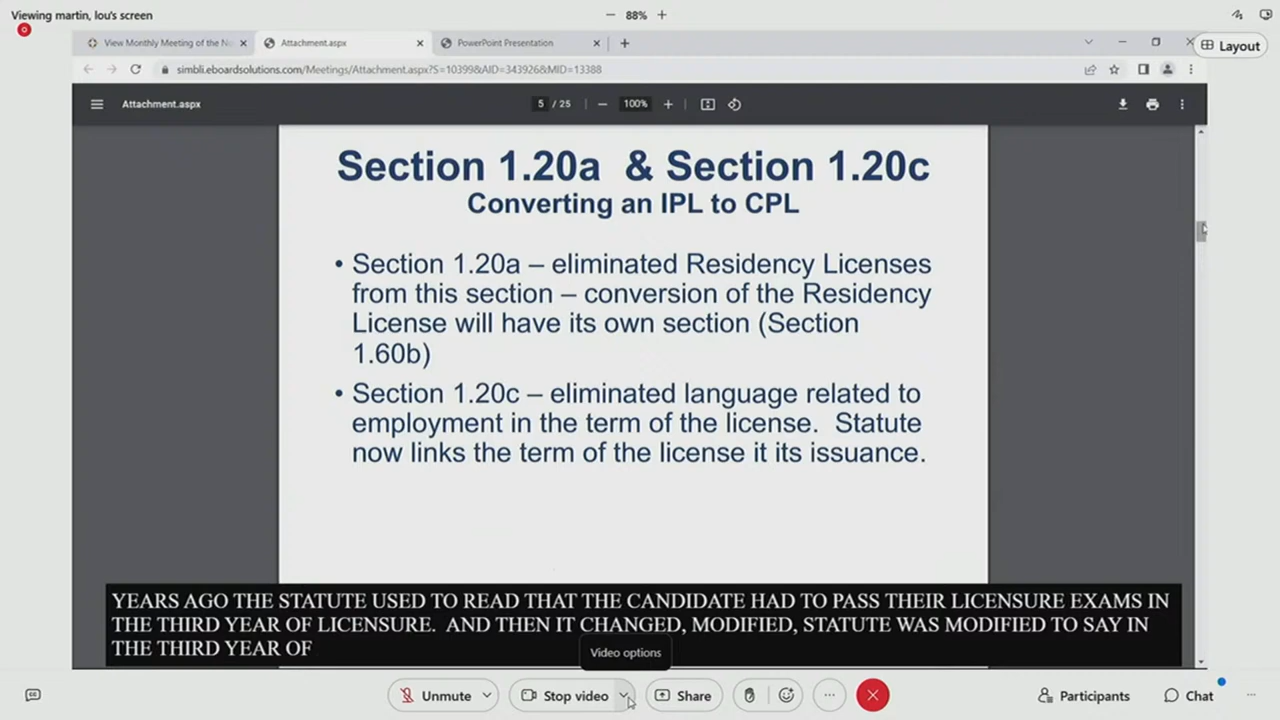 Viewing martin, lou's screen
88%
Layout
View Monthly Meeting of the No
Attachment.aspx
PowerPoint Presentation
simbli.eboardsolutions.com/Meetings/Attachment.aspx?S=10399&AID=343926&MID=13388
Attachment.aspx
5 / 25
100%
Section 1.20a & Section 1.20c
Converting an IPL to CPL
• Section 1.20a – eliminated Residency Licenses
from this section – conversion of the Residency
License will have its own section (Section
1.60b)
• Section 1.20c – eliminated language related to
employment in the term of the license. Statute
now links the term of the license it its issuance.
YEARS AGO THE STATUTE USED TO READ THAT THE CANDIDATE HAD TO PASS THEIR LICENSURE EXAMS IN
THE THIRD YEAR OF LICENSURE. AND THEN IT CHANGED, MODIFIED, STATUTE WAS MODIFIED TO SAY IN
THE THIRD YEAR OF
Video options
Unmute
Stop video
Share
Participants
Chat